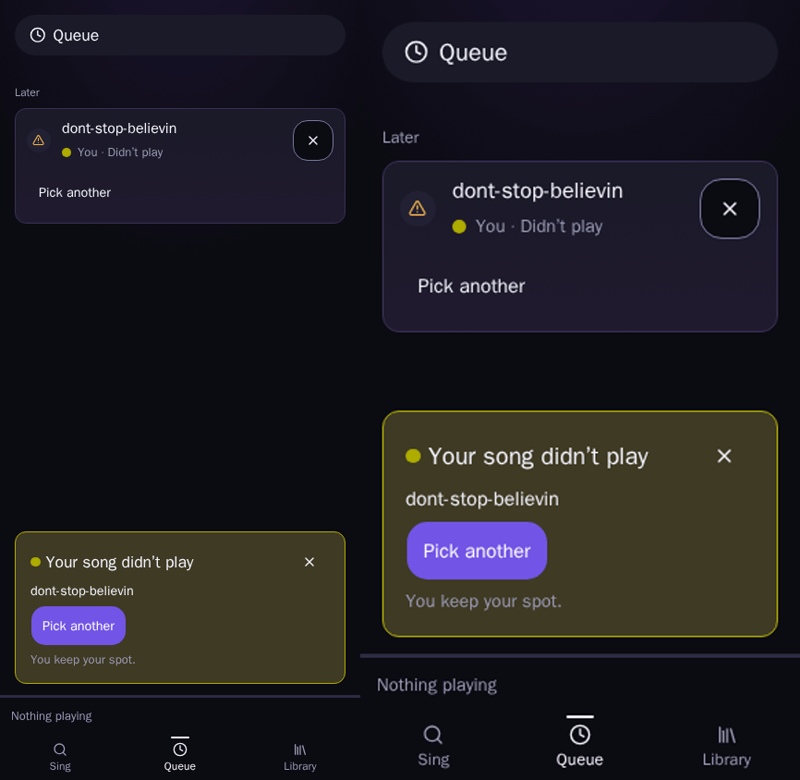 Queue
Later
dont-stop-believin
You · Didn't play
Pick another
Your song didn't play
dont-stop-believin
Pick another
You keep your spot.
Nothing playing
Sing
Queue
Library
Queue
Later
dont-stop-believin
You · Didn't play
Pick another
Your song didn't play
dont-stop-believin
Pick another
You keep your spot.
Nothing playing
Sing
Queue
Library